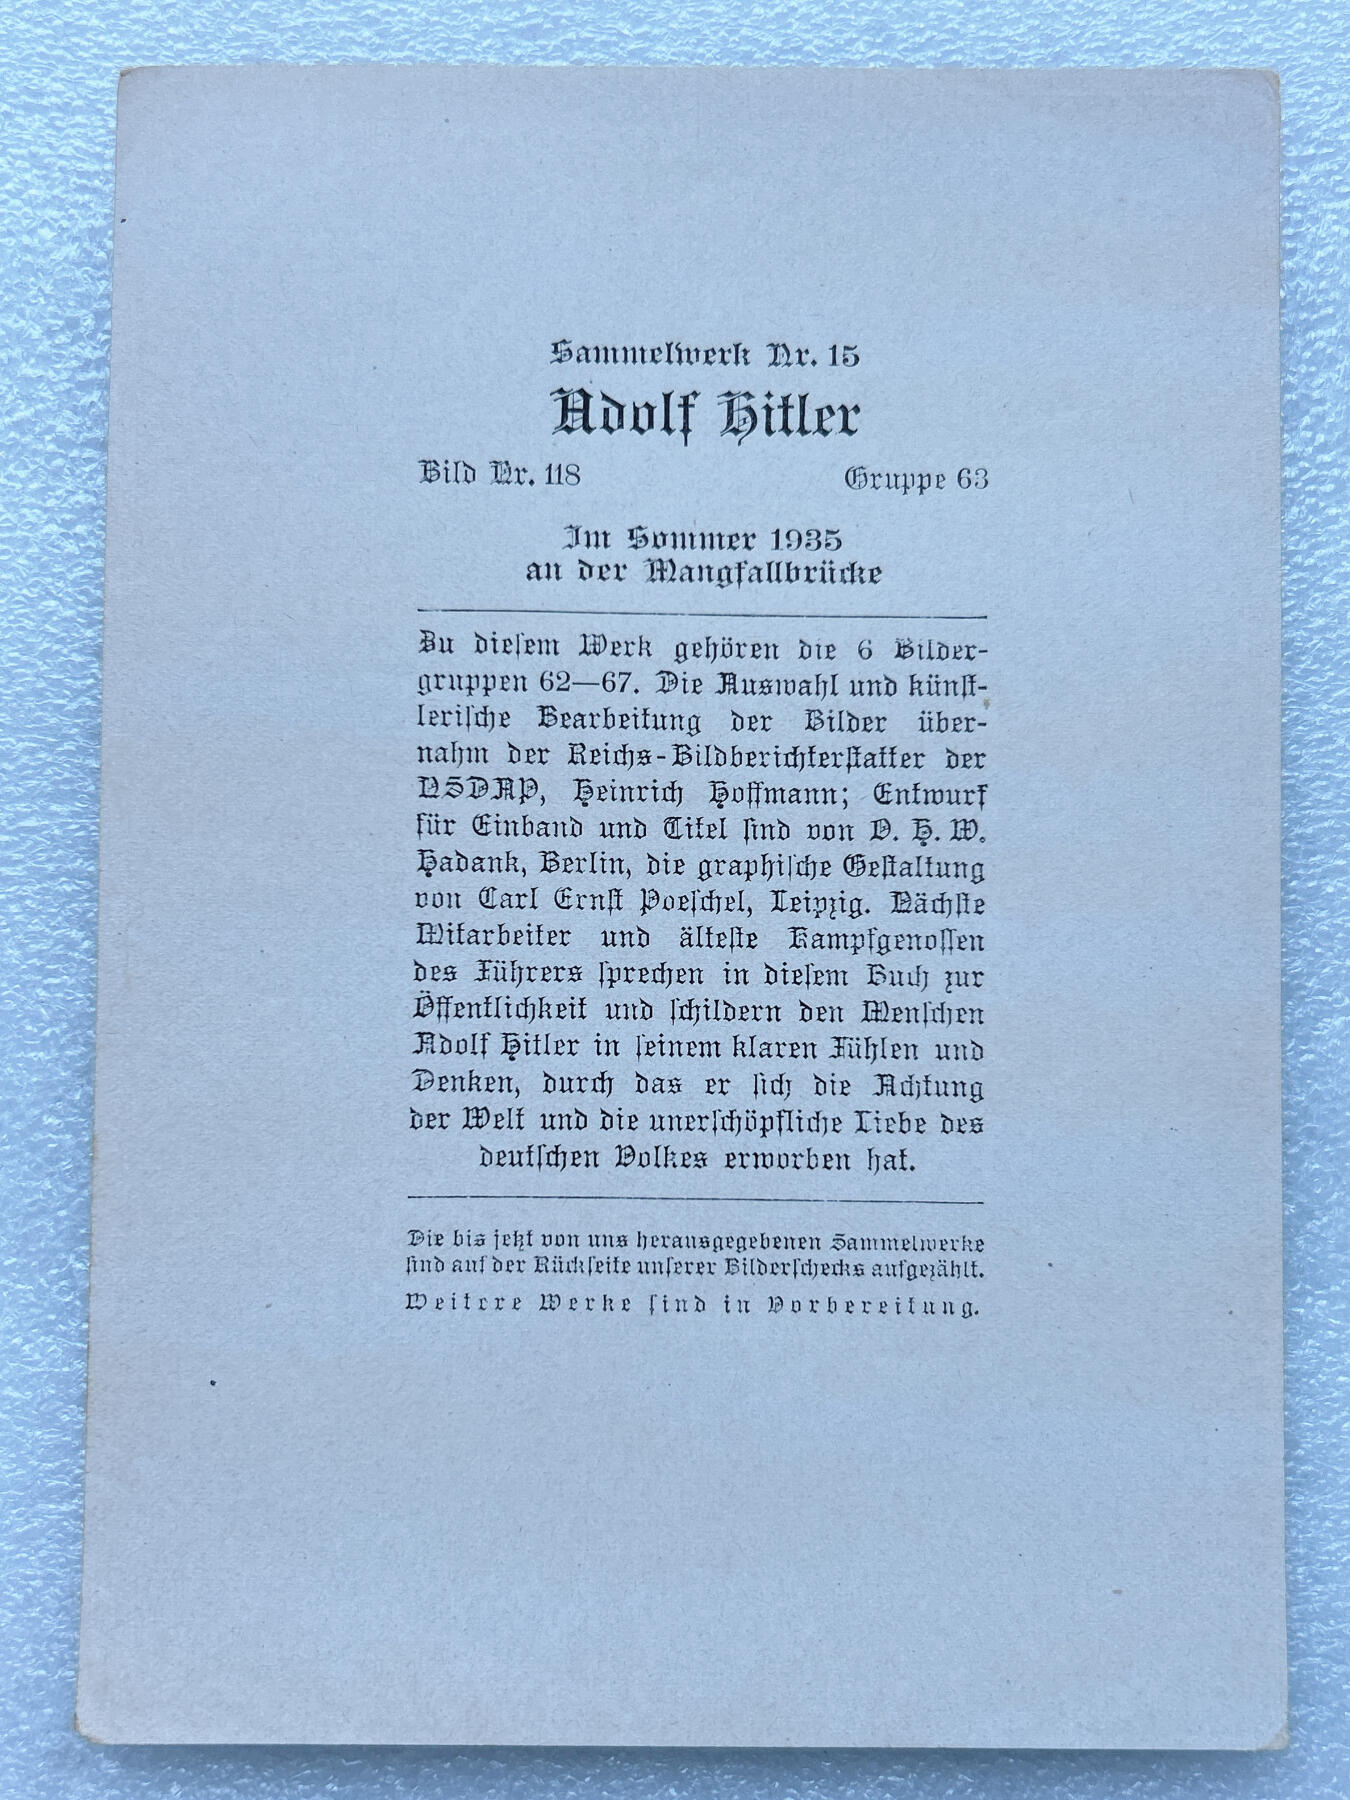 Sammelwerk Nr. 15
Adolf Hitler
Bild Nr. 118 Gruppe 63
Im Sommer 1935
an der Mangfallbrücke
Zu diesem Werk gehören die 6 Bilder-
gruppen 62—67. Die Auswahl und künst-
lerische Bearbeitung der Bilder über-
nahm der Reichs-Bildberichterstatter der
NSDAP, Heinrich Hoffmann; Entwurf
für Einband und Titel sind von O. H. W.
Hadank, Berlin, die graphische Gestaltung
von Carl Ernst Poeschel, Leipzig. Nächste
Mitarbeiter und älteste Kampfgenossen
des Führers sprechen in diesem Buch zur
Öffentlichkeit und schildern den Menschen
Adolf Hitler in seinem klaren Fühlen und
Denken, durch das er sich die Achtung
der Welt und die unerschöpfliche Liebe des
deutschen Volkes erworben hat.
Die bis jetzt von uns herausgegebenen Sammelwerke
sind auf der Rückseite unserer Bilderschecks aufgezählt.
Weitere Werke sind in Vorbereitung.